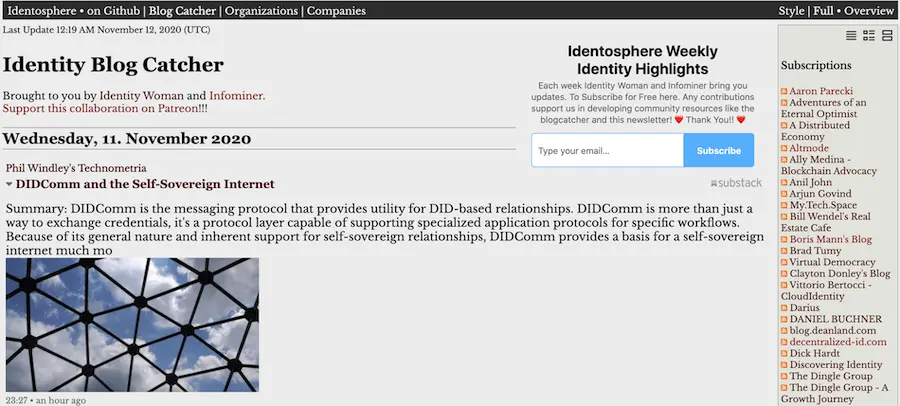 Identosphere • on Github | Blog Catcher | Organizations | Companies
Style | Full • Overview
Last Update 12:19 AM November 12, 2020 (UTC)
Identity Blog Catcher
Brought to you by Identity Woman and Infominer.
Support this collaboration on Patreon!!!
Identosphere Weekly
Identity Highlights
Each week Identity Woman and Infominer bring you
updates. To Subscribe for Free here. Any contributions
support us in developing community resources like the
blogcatcher and this newsletter! ❤️ Thank You!! ❤️
Type your email...
Subscribe
substack
Wednesday, 11. November 2020
Phil Windley's Technometria
DIDComm and the Self-Sovereign Internet
Summary: DIDComm is the messaging protocol that provides utility for DID-based relationships. DIDComm is more than just a
way to exchange credentials, it's a protocol layer capable of supporting specialized application protocols for specific workflows.
Because of its general nature and inherent support for self-sovereign relationships, DIDComm provides a basis for a self-sovereign
internet much mo
23:27 • an hour ago
Subscriptions
Aaron Parecki
Adventures of an
Eternal Optimist
A Distributed
Economy
Altmode
Ally Medina -
Blockchain Advocacy
Anil John
Arjun Govind
My.Tech.Space
Bill Wendel's Real
Estate Cafe
Boris Mann's Blog
Brad Tumy
Virtual Democracy
Clayton Donley's Blog
Vittorio Bertocci -
CloudIdentity
Darius
DANIEL BUCHNER
blog.deanland.com
decentralized-id.com
Dick Hardt
Discovering Identity
The Dingle Group
The Dingle Group - A
Growth Journey